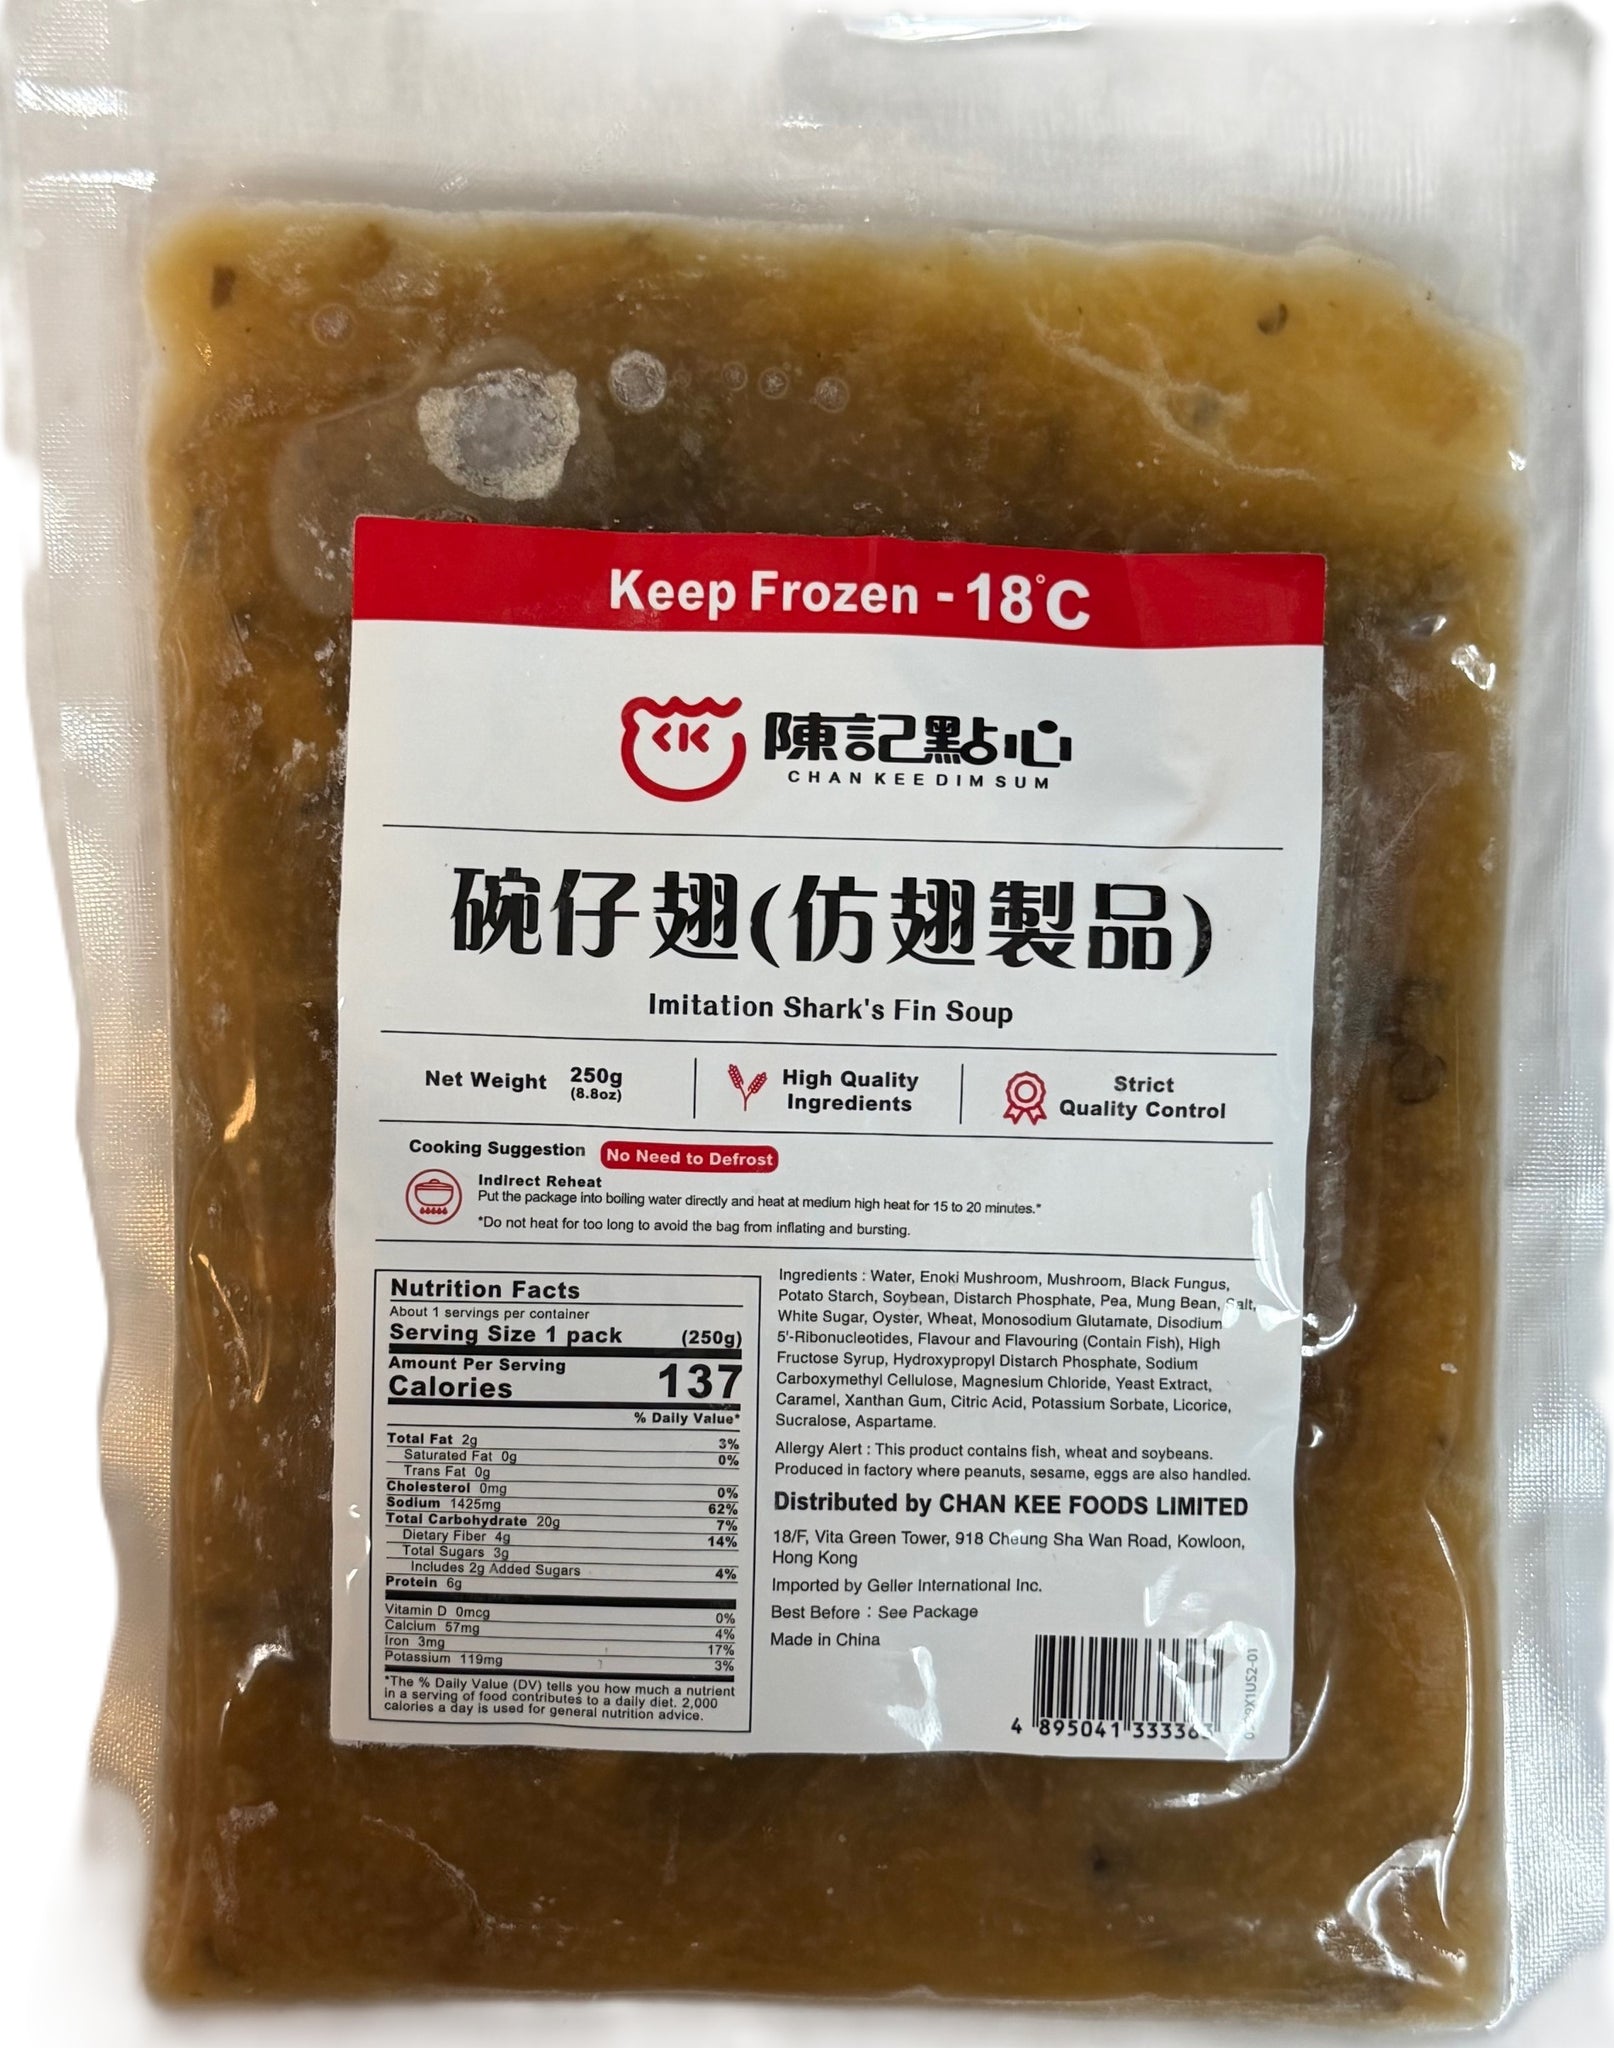 Keep Frozen - 18°C
陳記點心
CHAN KEE DIM SUM
碗仔翅(仿翅製品)
Imitation Shark's Fin Soup
Net Weight 250g
(8.8oz)
High Quality
Ingredients
Strict
Quality Control
Cooking Suggestion No Need to Defrost
Indirect Reheat
Put the package into boiling water directly and heat at medium high heat for 15 to 20 minutes.*
*Do not heat for too long to avoid the bag from inflating and bursting.
Nutrition Facts
About 1 servings per container
Serving Size 1 pack (250g)
Amount Per Serving
Calories 137
% Daily Value*
Total Fat 2g 3%
Saturated Fat 0g 0%
Trans Fat 0g
Cholesterol 0mg 0%
Sodium 1425mg 62%
Total Carbohydrate 20g 7%
Dietary Fiber 4g 14%
Total Sugars 3g
Includes 2g Added Sugars 4%
Protein 6g
Vitamin D 0mcg 0%
Calcium 57mg 4%
Iron 3mg 17%
Potassium 119mg 3%
*The % Daily Value (DV) tells you how much a nutrient
in a serving of food contributes to a daily diet. 2,000
calories a day is used for general nutrition advice.
Ingredients : Water, Enoki Mushroom, Mushroom, Black Fungus,
Potato Starch, Soybean, Distarch Phosphate, Pea, Mung Bean, Salt,
White Sugar, Oyster, Wheat, Monosodium Glutamate, Disodium
5'-Ribonucleotides, Flavour and Flavouring (Contain Fish), High
Fructose Syrup, Hydroxypropyl Distarch Phosphate, Sodium
Carboxymethyl Cellulose, Magnesium Chloride, Yeast Extract,
Caramel, Xanthan Gum, Citric Acid, Potassium Sorbate, Licorice,
Sucralose, Aspartame.
Allergy Alert : This product contains fish, wheat and soybeans.
Produced in factory where peanuts, sesame, eggs are also handled.
Distributed by CHAN KEE FOODS LIMITED
18/F, Vita Green Tower, 918 Cheung Sha Wan Road, Kowloon,
Hong Kong
Imported by Geller International Inc.
Best Before : See Package
Made in China
4 895041 333363